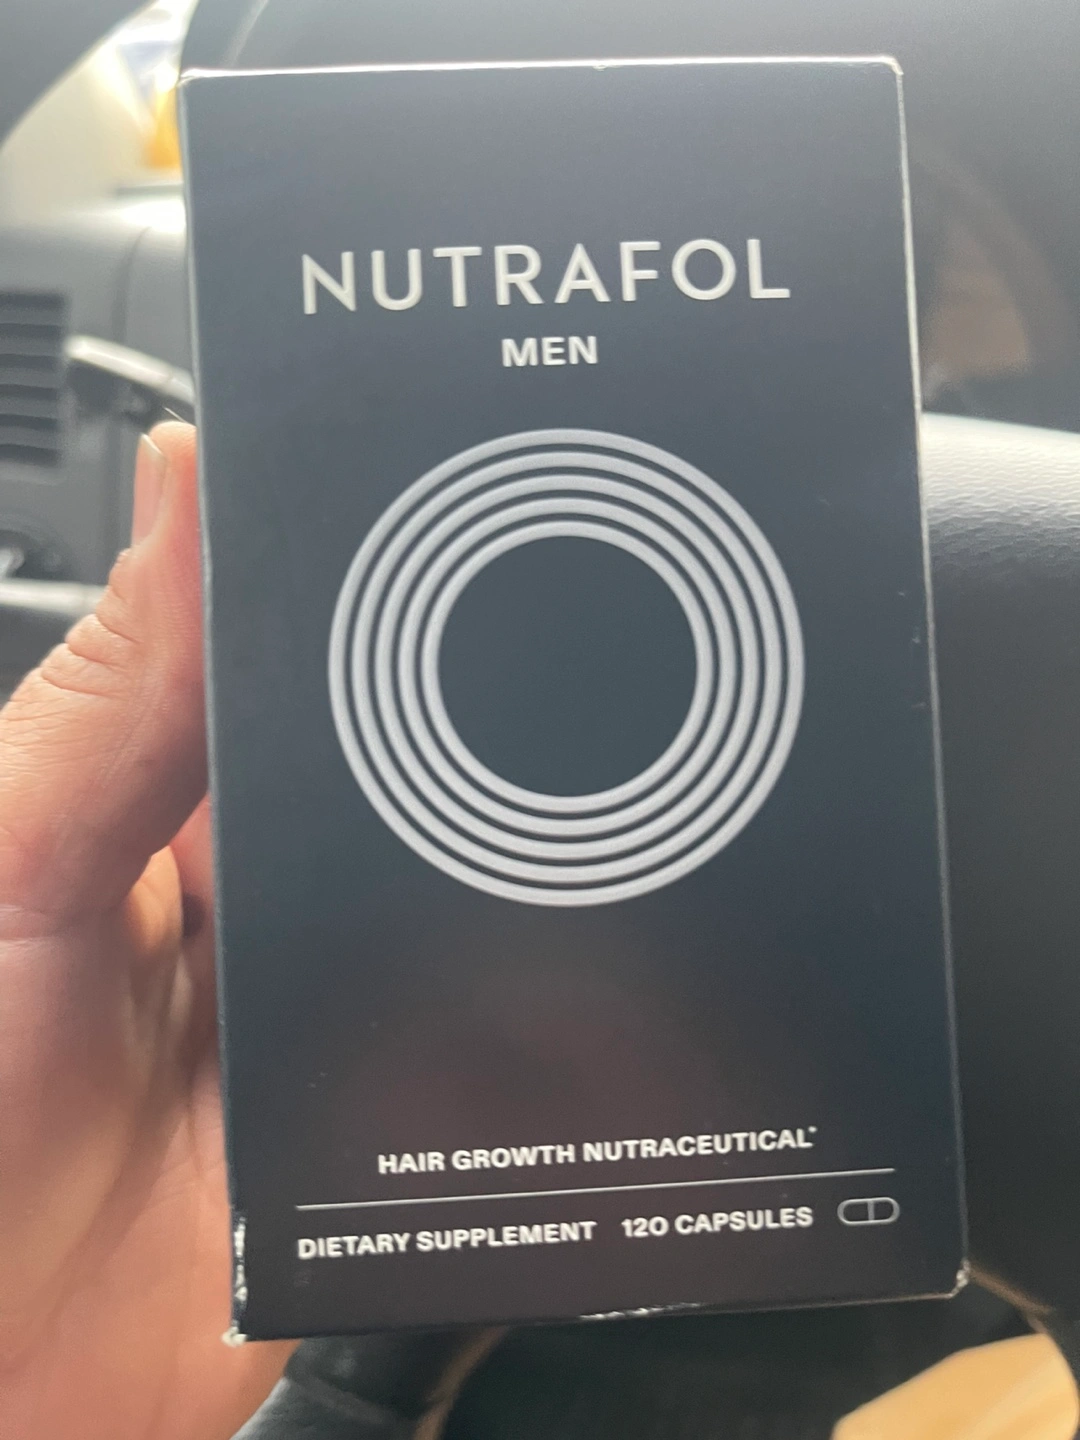 NUTRAFOL
MEN
HAIR GROWTH NUTRACEUTICAL*
DIETARY SUPPLEMENT 120 CAPSULES